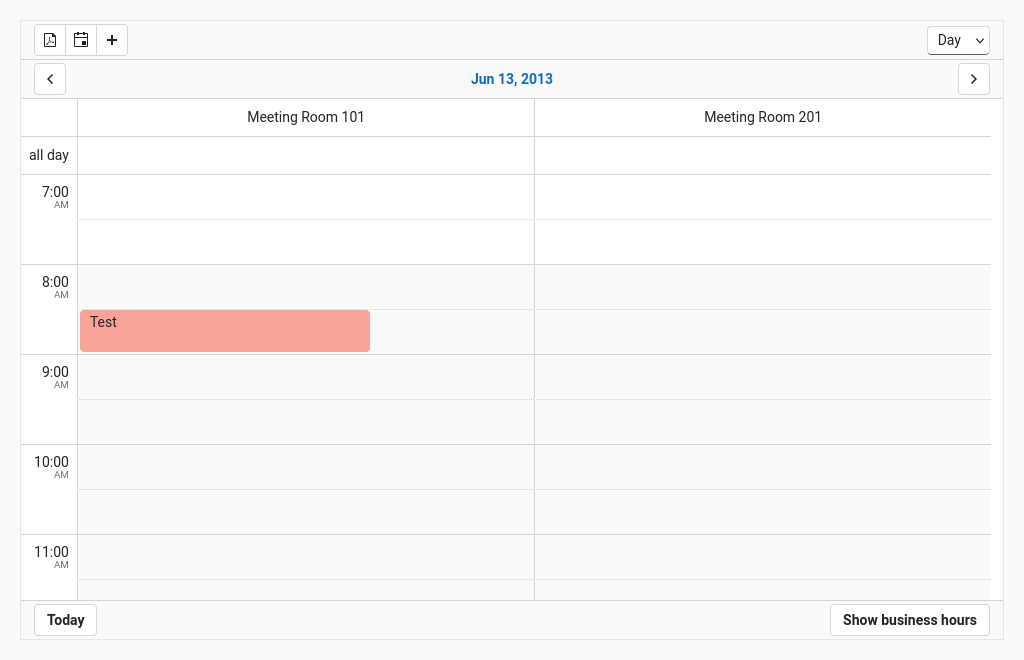 Day
Jun 13, 2013
Meeting Room 101 Meeting Room 201
all day
7:00
AM
8:00
AM
Test
9:00
AM
10:00
AM
11:00
AM
Today Show business hours